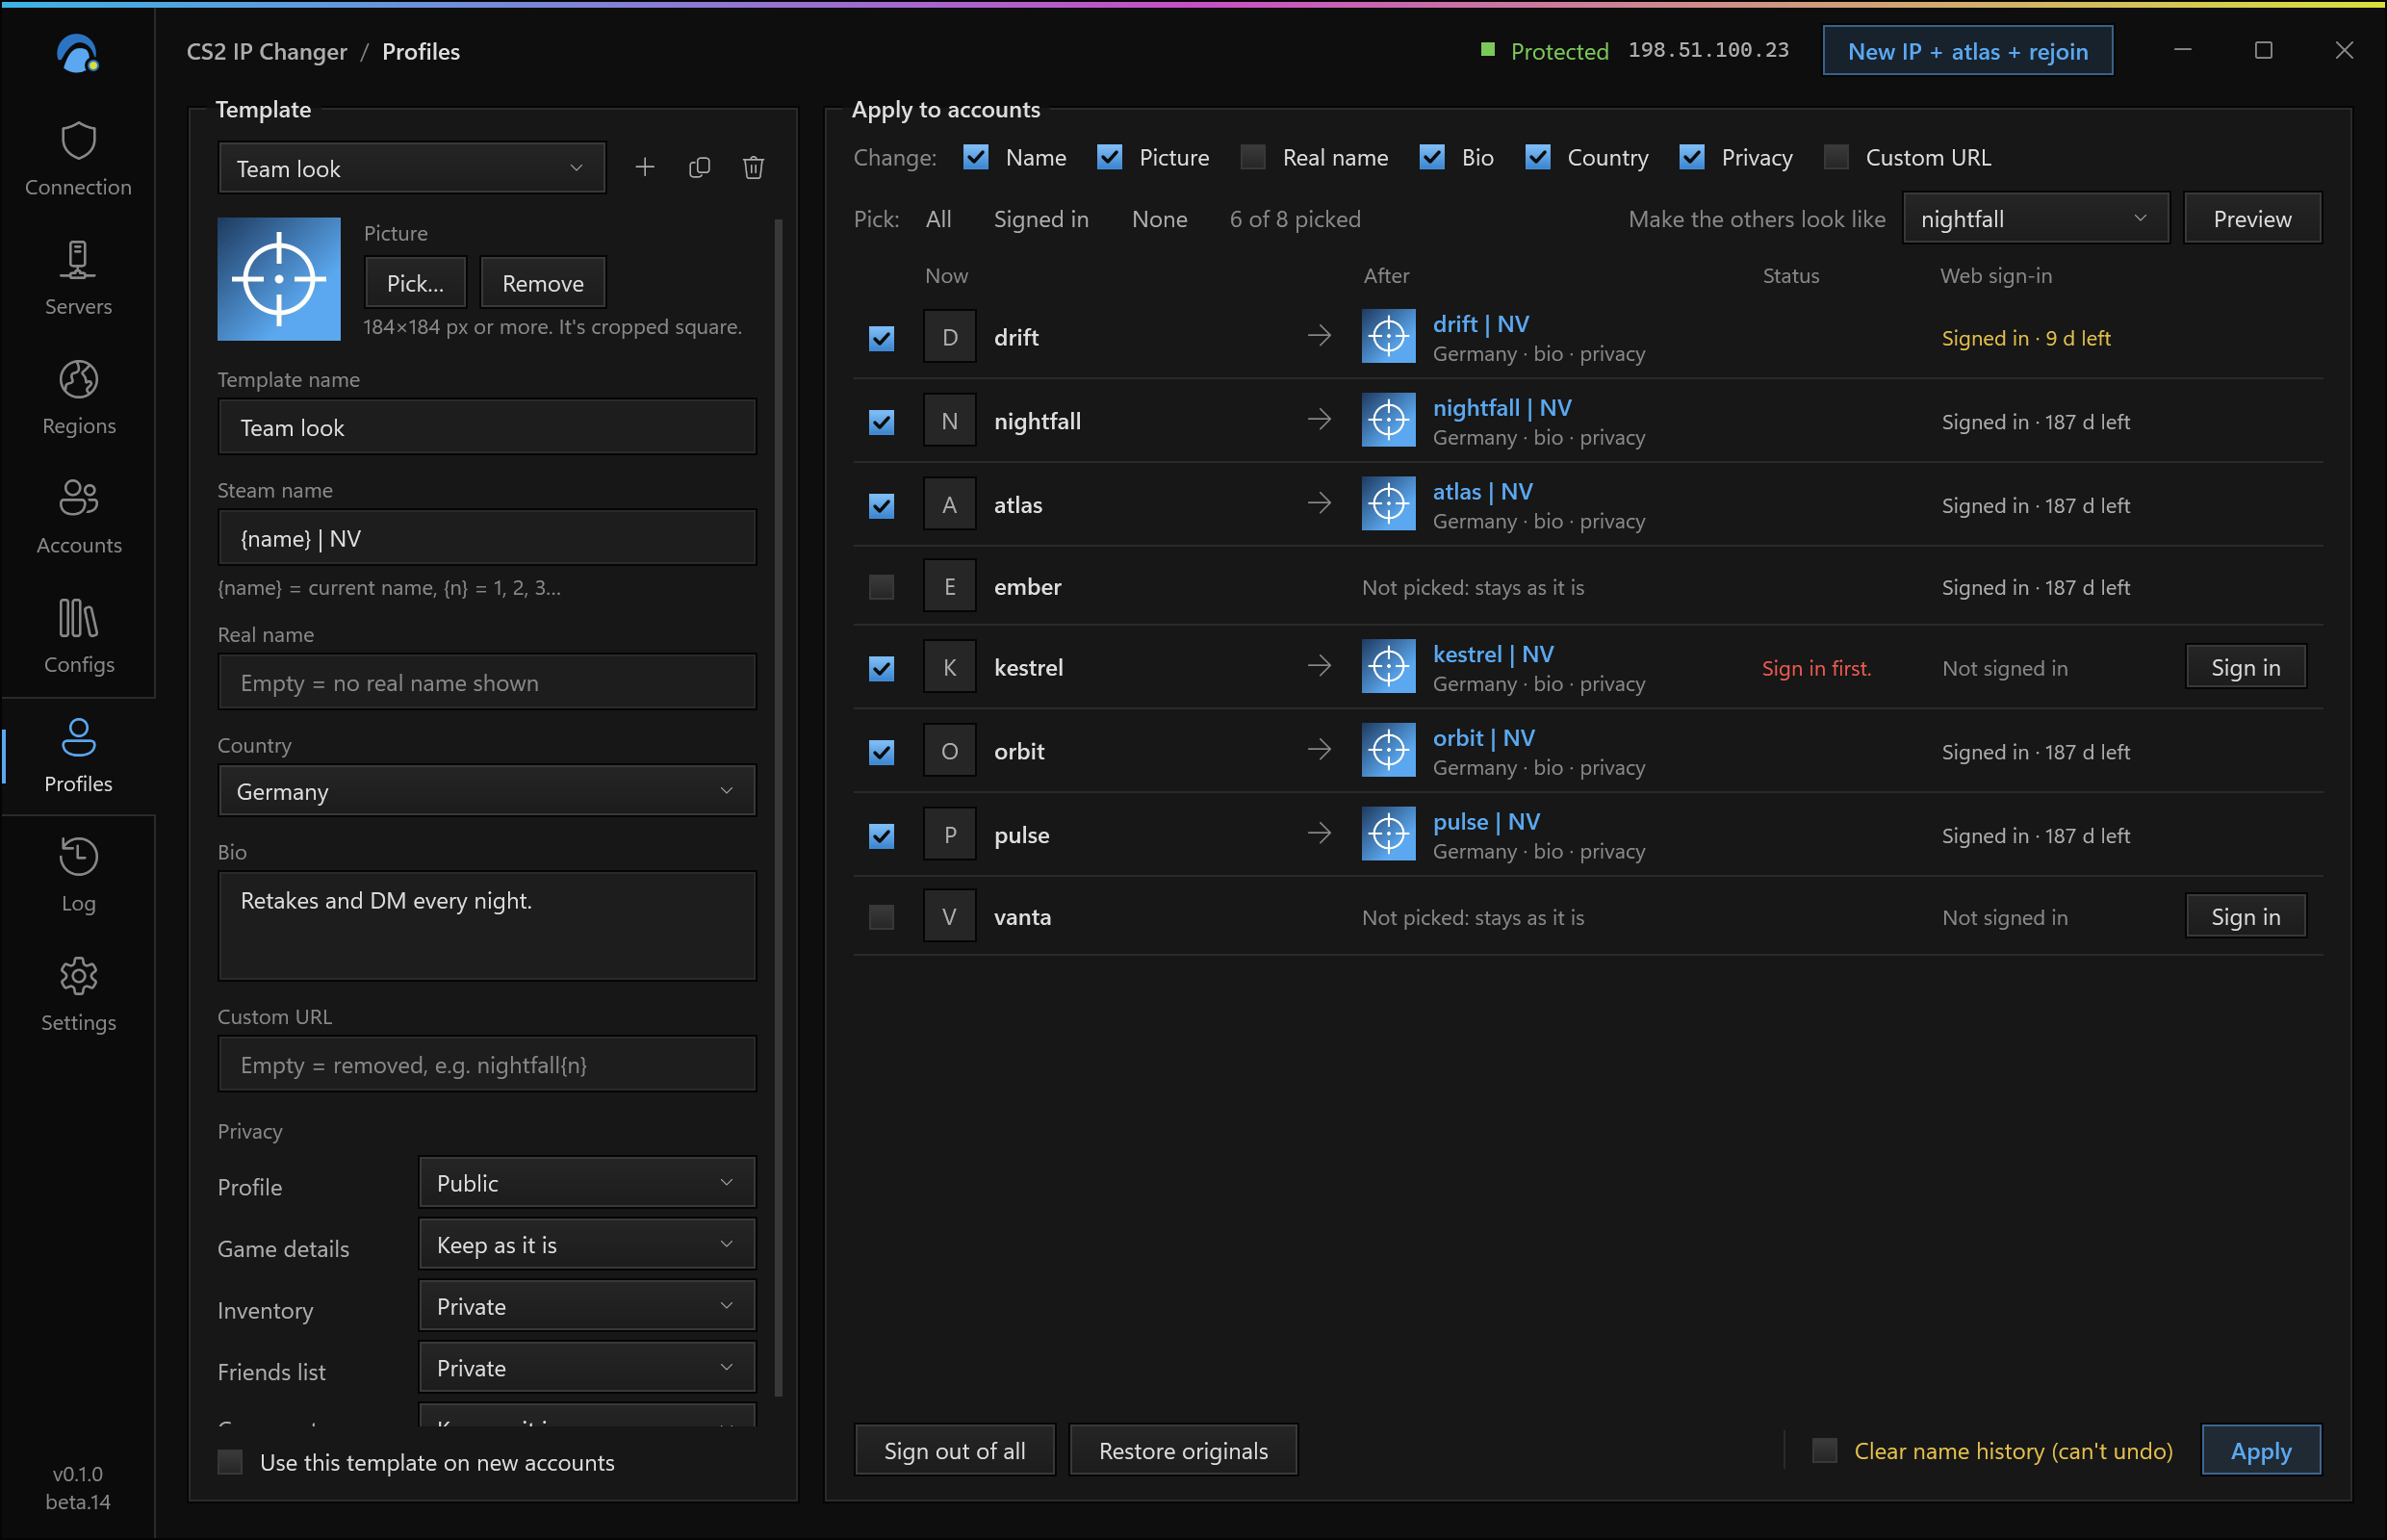 CS2 IP Changer / Profiles
Protected 198.51.100.23
New IP + atlas + rejoin
Connection
Servers
Regions
Accounts
Configs
Profiles
Log
Settings
v0.1.0
beta.14
Template
Team look
Picture
Pick...
Remove
184×184 px or more. It's cropped square.
Template name
Team look
Steam name
{name} | NV
{name} = current name, {n} = 1, 2, 3...
Real name
Empty = no real name shown
Country
Germany
Bio
Retakes and DM every night.
Custom URL
Empty = removed, e.g. nightfall{n}
Privacy
Profile Public
Game details Keep as it is
Inventory Private
Friends list Private
Use this template on new accounts
Apply to accounts
Change: Name Picture Real name Bio Country Privacy Custom URL
Pick: All Signed in None 6 of 8 picked
Make the others look like nightfall Preview
Now After Status Web sign-in
D drift drift | NV Signed in · 9 d left
Germany · bio · privacy
N nightfall nightfall | NV Signed in · 187 d left
Germany · bio · privacy
A atlas atlas | NV Signed in · 187 d left
Germany · bio · privacy
E ember Not picked: stays as it is Signed in · 187 d left
K kestrel kestrel | NV Sign in first. Not signed in Sign in
Germany · bio · privacy
O orbit orbit | NV Signed in · 187 d left
Germany · bio · privacy
P pulse pulse | NV Signed in · 187 d left
Germany · bio · privacy
V vanta Not picked: stays as it is Not signed in Sign in
Sign out of all
Restore originals
Clear name history (can't undo)
Apply